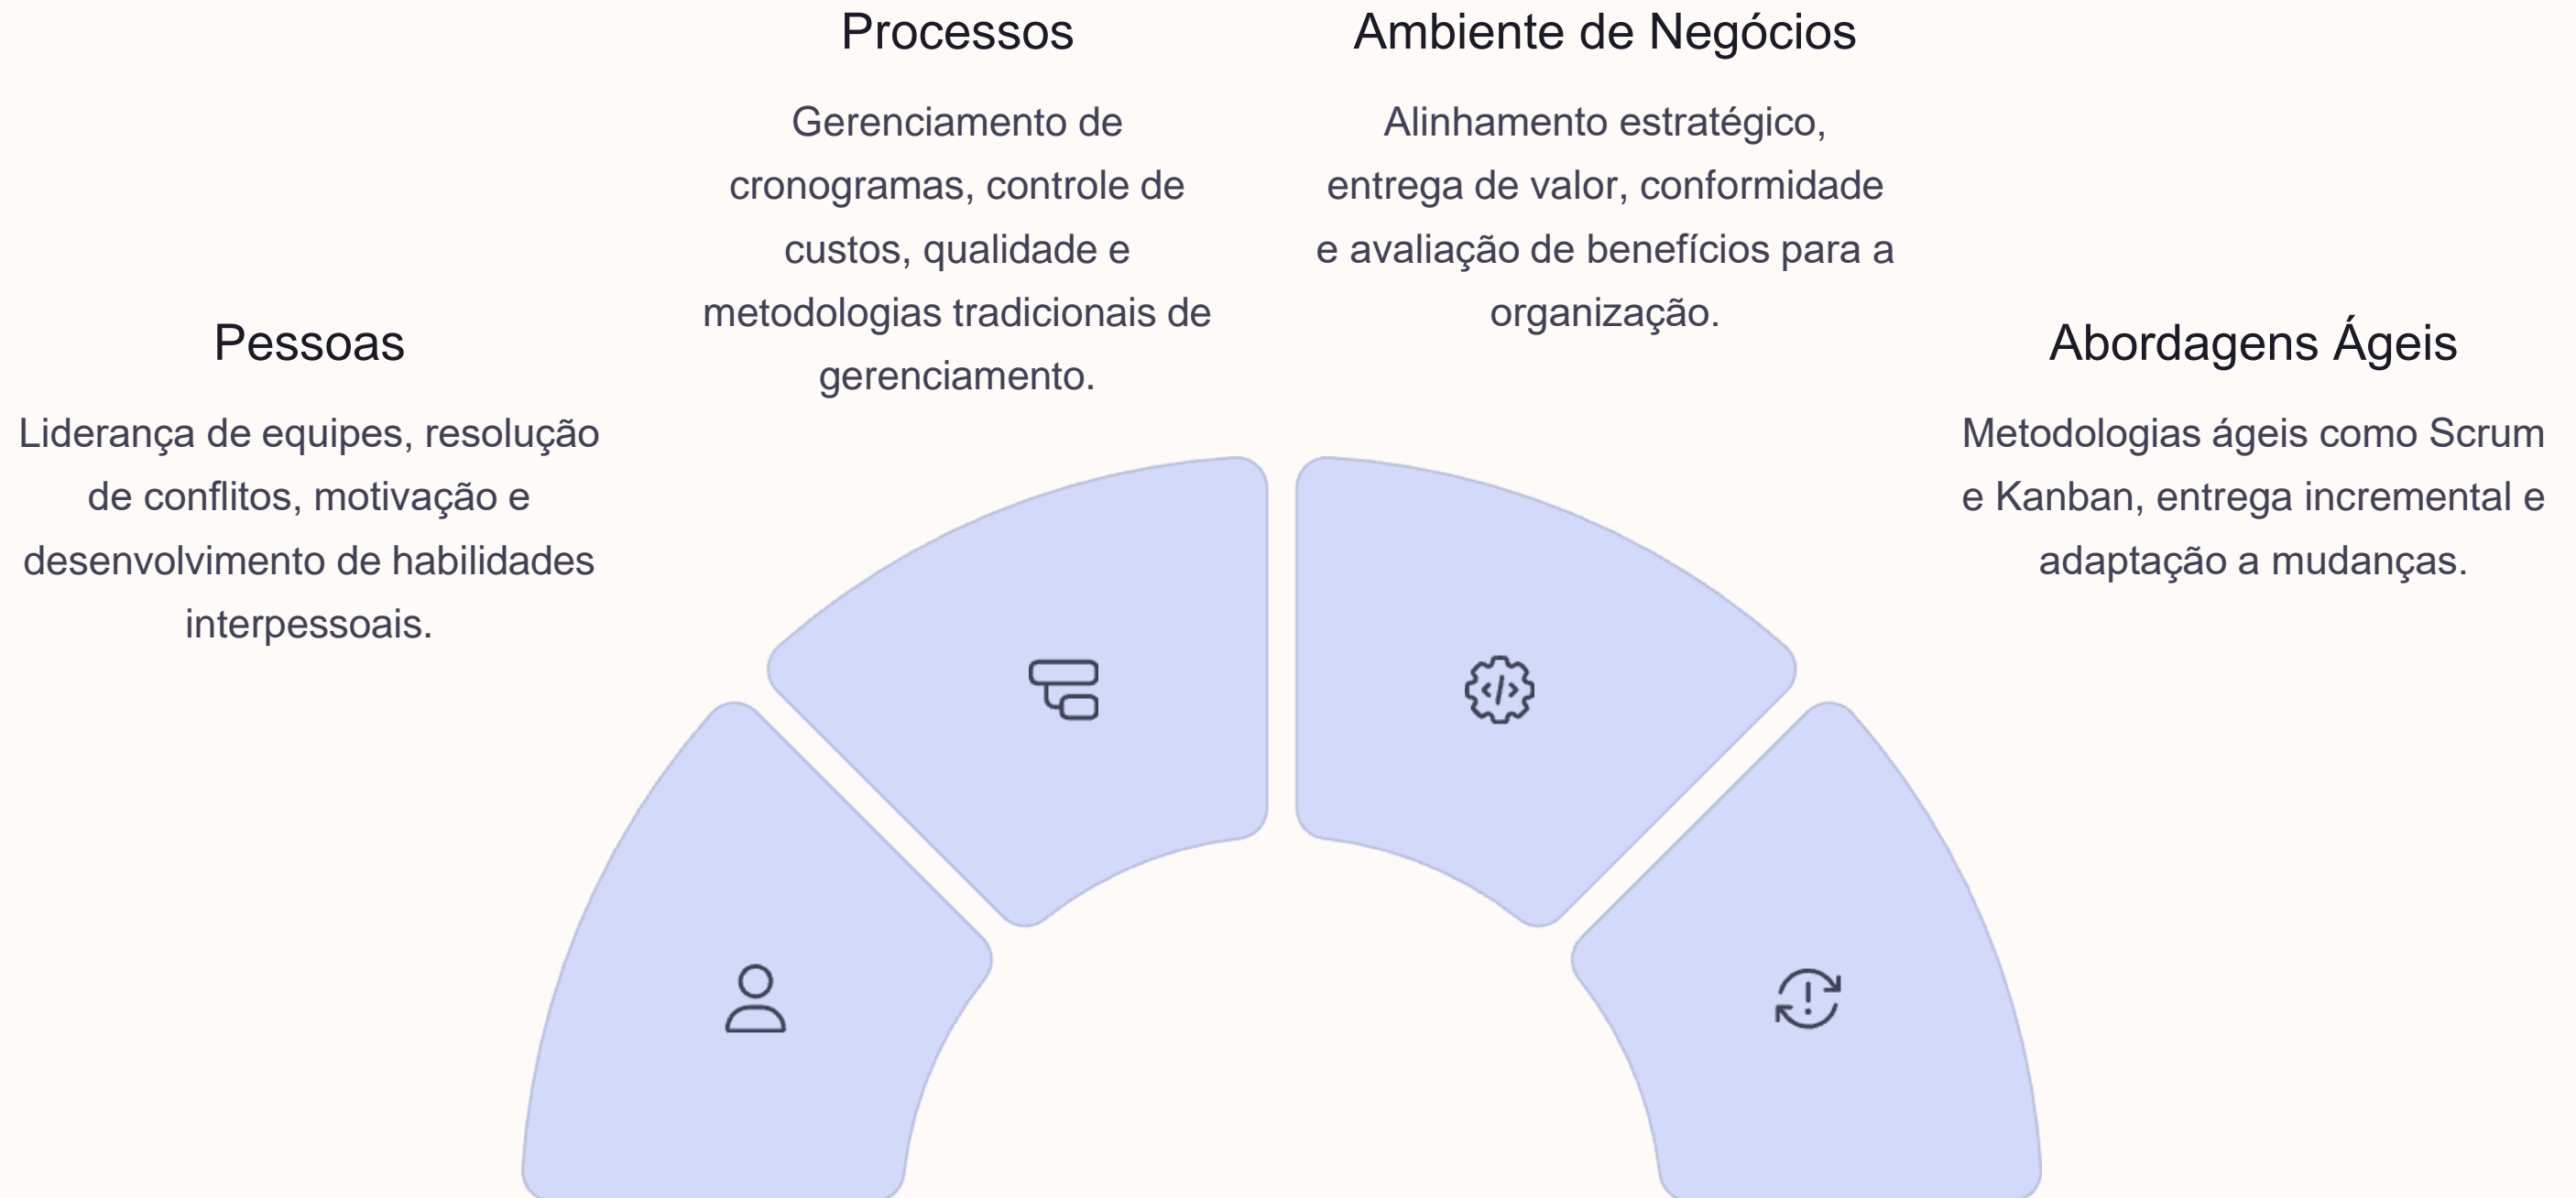 Pessoas
Liderança de equipes, resolução
de conflitos, motivação e
desenvolvimento de habilidades
interpessoais.
Processos
Gerenciamento de
cronogramas, controle de
custos, qualidade e
metodologias tradicionais de
gerenciamento.
Ambiente de Negócios
Alinhamento estratégico,
entrega de valor, conformidade
e avaliação de benefícios para a
organização.
Abordagens Ágeis
Metodologias ágeis como Scrum
e Kanban, entrega incremental e
adaptação a mudanças.